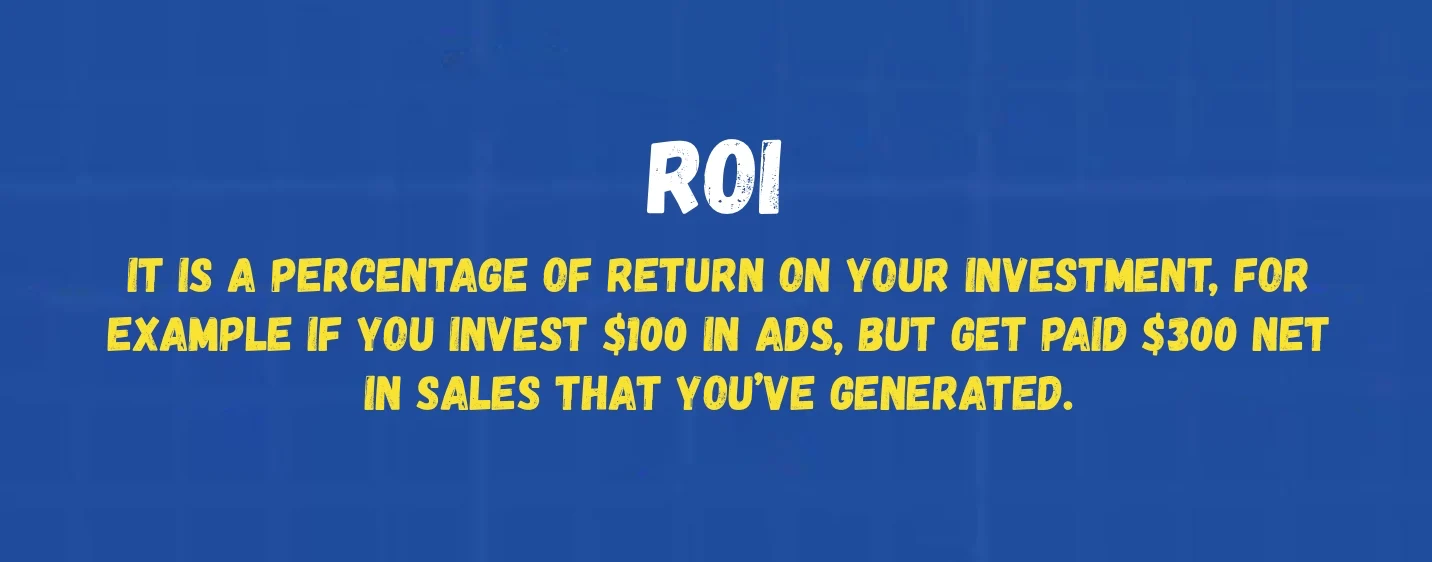 ROI
IT IS A PERCENTAGE OF RETURN ON YOUR INVESTMENT, FOR
EXAMPLE IF YOU INVEST $100 IN ADS, BUT GET PAID $300 NET
IN SALES THAT YOU’VE GENERATED.